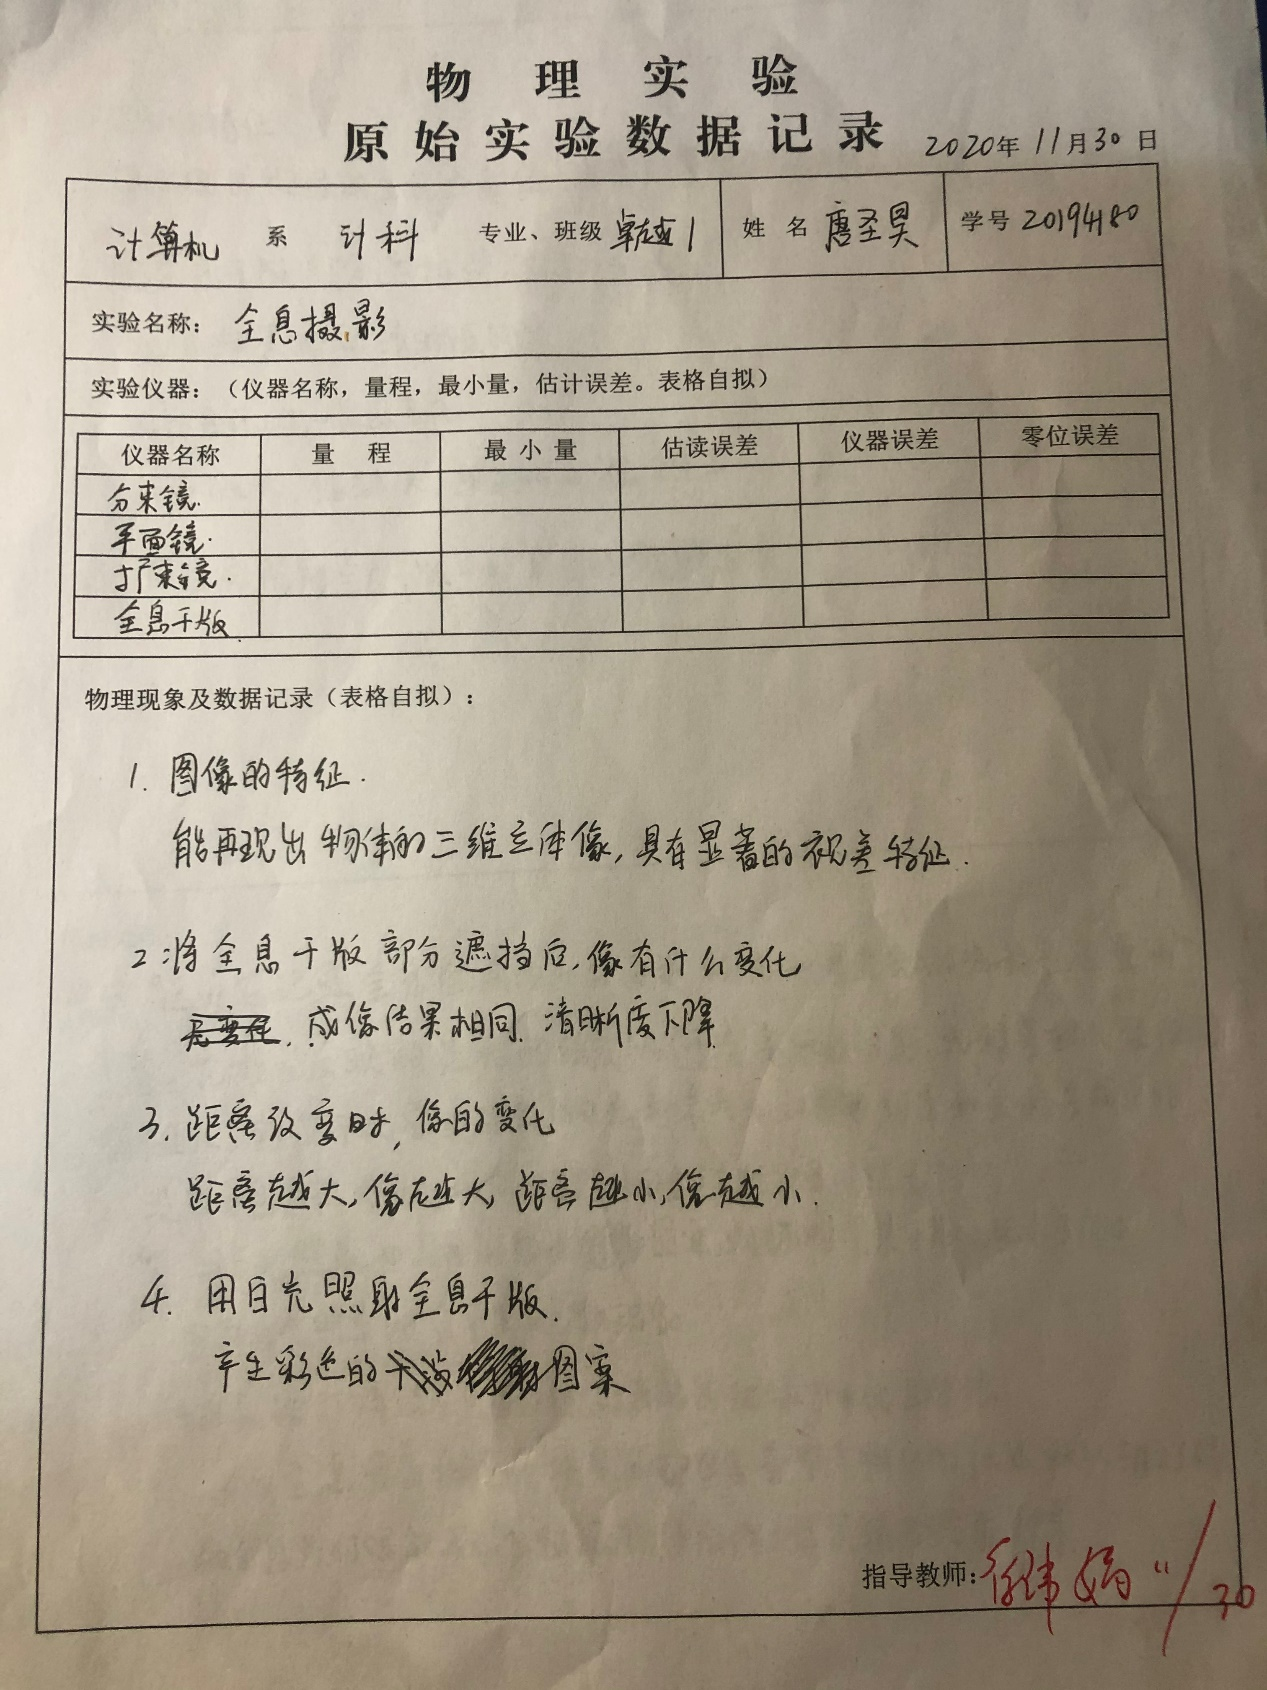 物理实验
原始实验数据记录 2020年11月30日
计算机 系 计科 专业、班级 卓越1 姓名 唐圣昊 学号 20194180
实验名称: 全息摄影
实验仪器:(仪器名称,量程,最小量,估计误差。表格自拟)
仪器名称 量程 最小量 估读误差 仪器误差 零位误差
分束镜.
平面镜.
扩束镜.
全息干版.
物理现象及数据记录(表格自拟):
1. 图像的特征.
能再现出物体的三维立体像,具有显著的视差特征.
2 将全息干版部分遮挡后,像有什么变化
无变化. 成像结果相同. 清晰度下降
3. 距离改变时,像的变化
距离越大,像越大 距离越小,像越小.
4. 用日光照射全息干版.
产生彩色的 图案
指导教师: 11/30